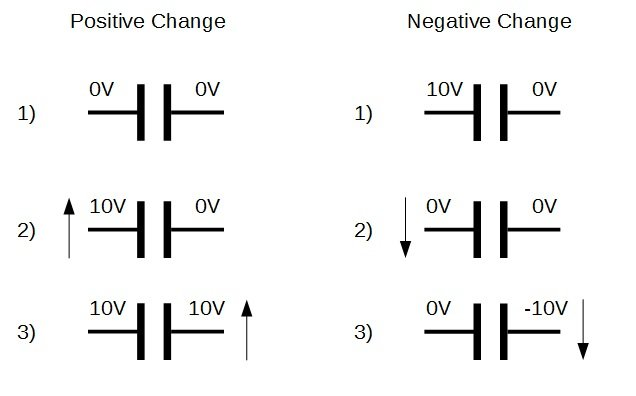 Positive Change
Negative Change
0V 0V
1)
10V 0V
1)
10V 0V
2)
0V 0V
2)
10V 10V
3)
0V -10V
3)